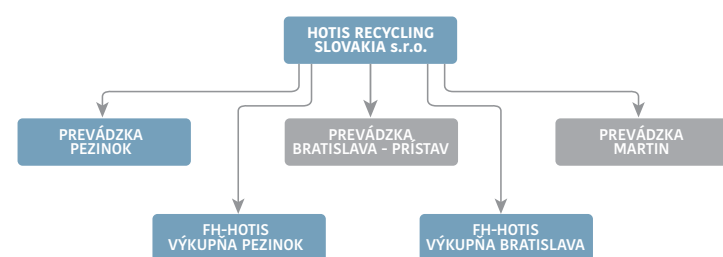 HOTIS RECYCLING
SLOVAKIA s.r.o.
PREVÁDZKA
PEZINOK
PREVÁDZKA
BRATISLAVA - PRÍSTAV
PREVÁDZKA
MARTIN
FH-HOTIS
VÝKUPŇA PEZINOK
FH-HOTIS
VÝKUPŇA BRATISLAVA